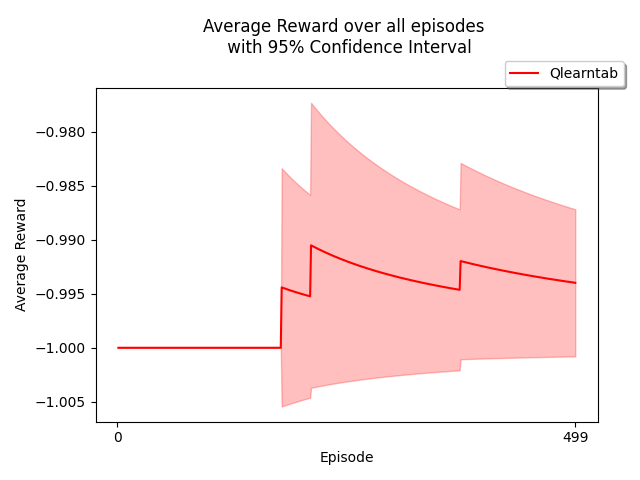 Average Reward over all episodes
with 95% Confidence Interval
Qlearntab
−0.980
−0.985
−0.990
−0.995
−1.000
−1.005
Average Reward
0
499
Episode